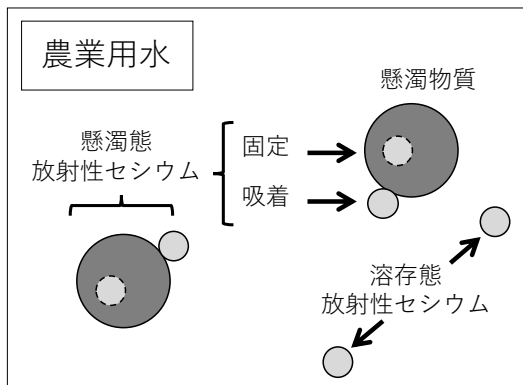 農業用水
懸濁物質
懸濁態
放射性セシウム
固定
吸着
溶存態
放射性セシウム